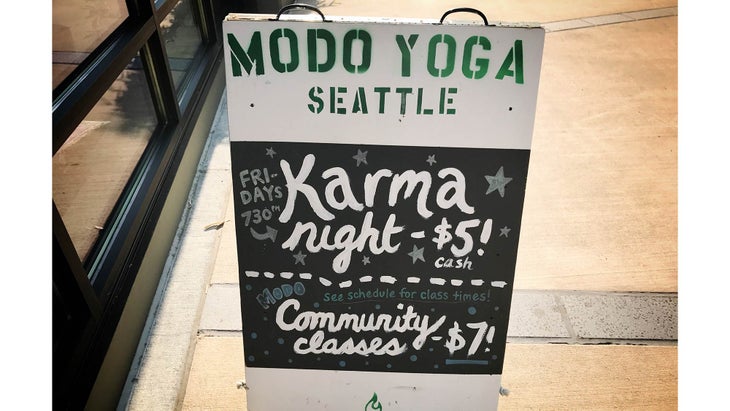 MODO YOGA
SEATTLE
FRI-
DAYS
730PM
Karma
night - $5!
cash
MODO
See schedule for class times!
Community
classes - $7!